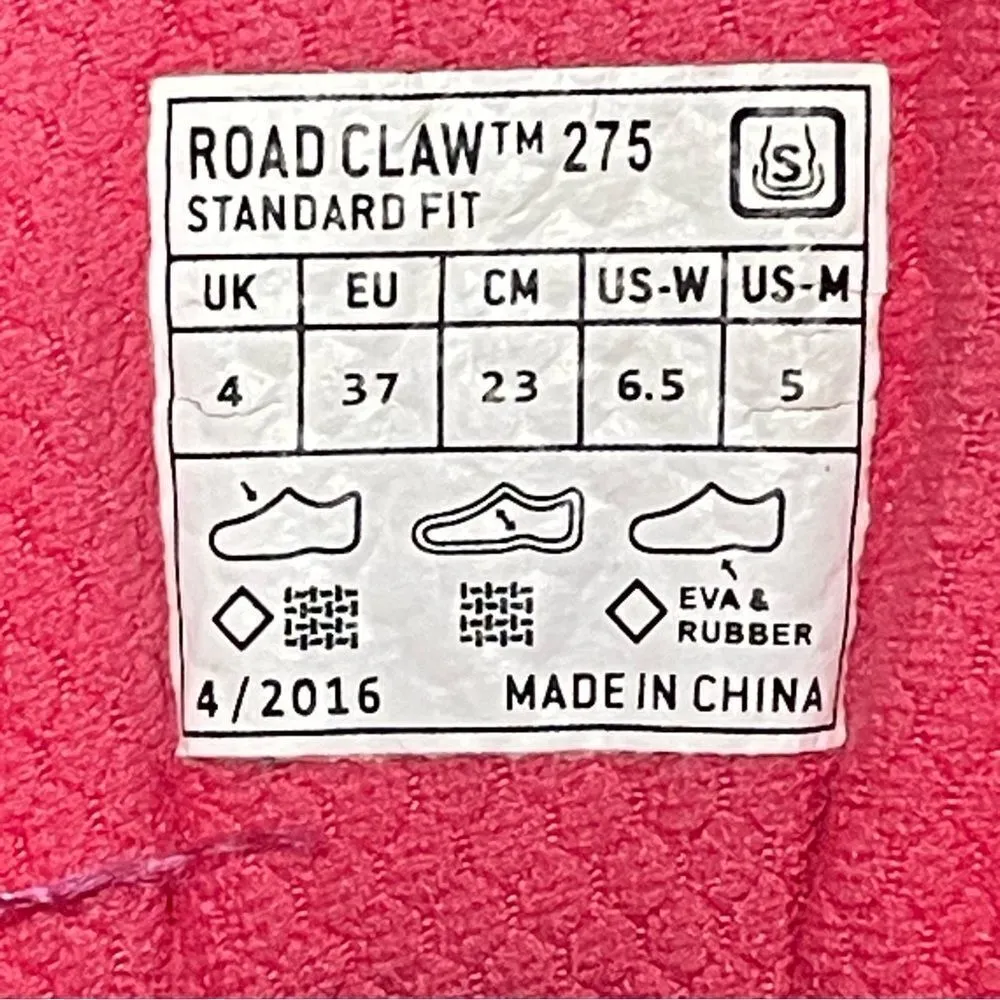 ROAD CLAW™ 275
S
STANDARD FIT
UK EU CM US-W US-M
4 37 23 6.5 5
EVA &
RUBBER
4/2016 MADE IN CHINA